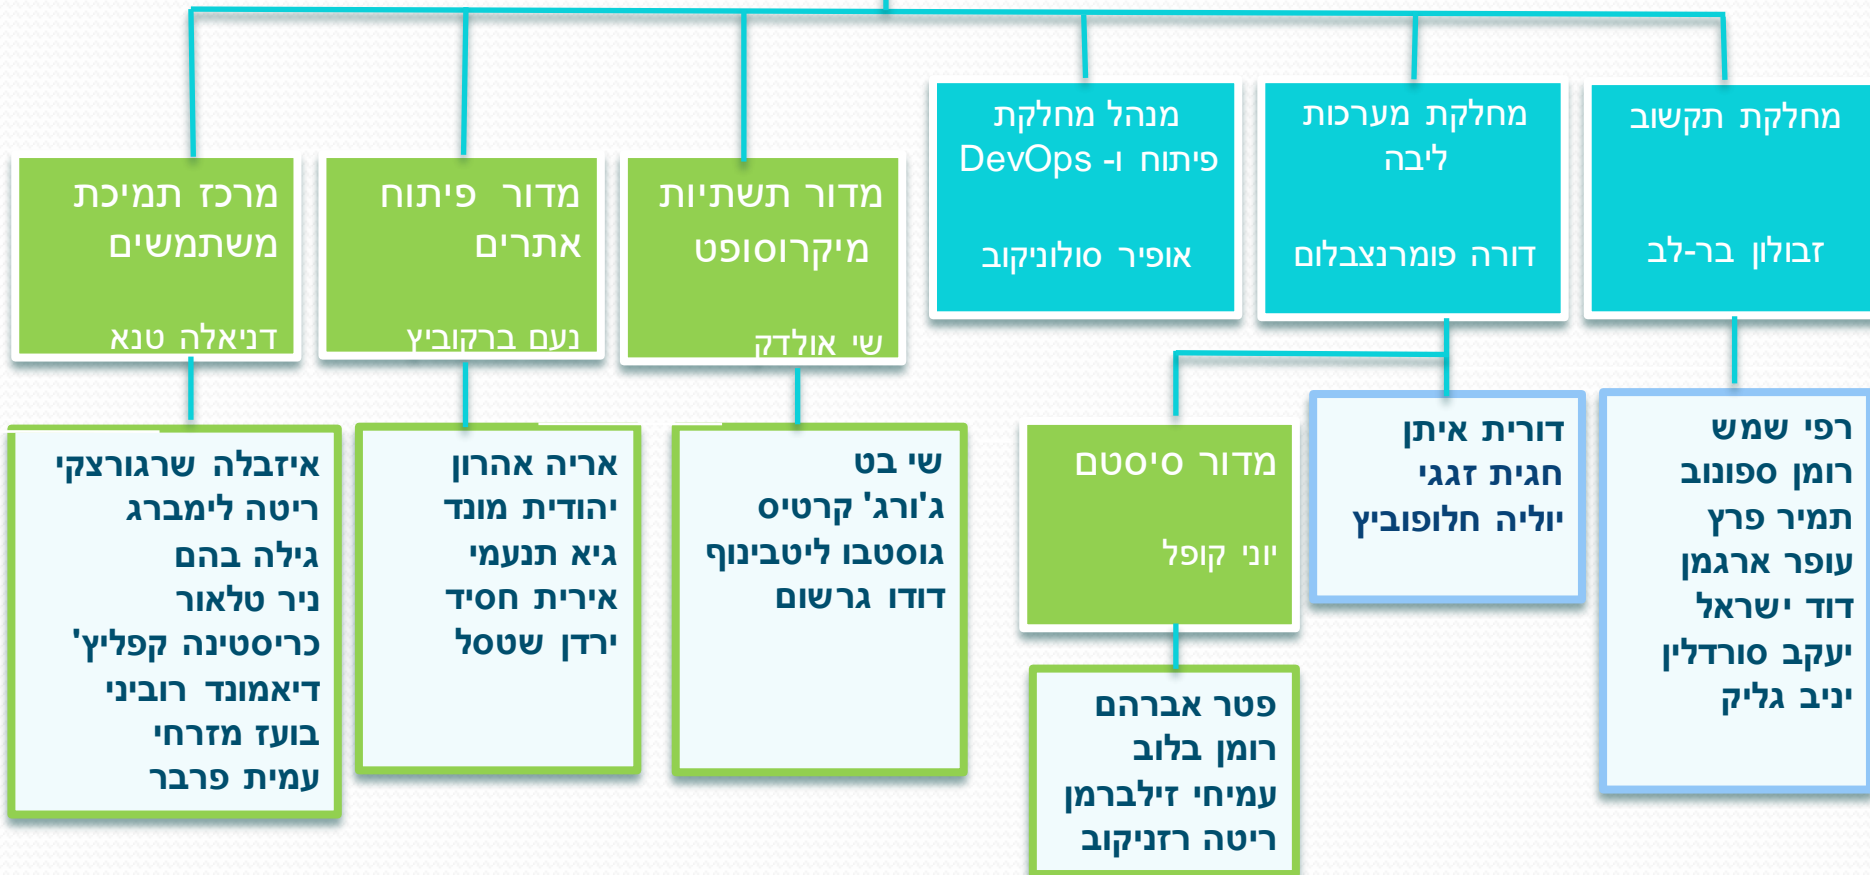 מחלקת תקשוב
זבולון בר-לב
רפי שמש
רומן ספונוב
תמיר פרץ
עופר ארגמן
דוד ישראל
יעקב סורדלין
יניב גליק
מחלקת מערכות
ליבה
דורה פומרנצבלום
דורית איתן
חגית זגגי
יוליה חלופוביץ
מדור סיסטם
יוני קופל
פטר אברהם
רומן בלוב
עמיחי זילברמן
ריטה רזניקוב
מנהל מחלקת
פיתוח ו- DevOps
אופיר סולוניקוב
מדור תשתיות
מיקרוסופט
שי אולדק
שי בט
ג'ורג' קרטיס
גוסטבו ליטבינוף
דודו גרשום
מדור פיתוח
אתרים
נעם ברקוביץ
אריה אהרון
יהודית מונד
גיא תנעמי
אירית חסיד
ירדן שטסל
מרכז תמיכת
משתמשים
דניאלה טנא
איזבלה שרגורצקי
ריטה לימברג
גילה בהם
ניר טלאור
כריסטינה קפליץ'
דיאמונד רוביני
בועז מזרחי
עמית פרבר